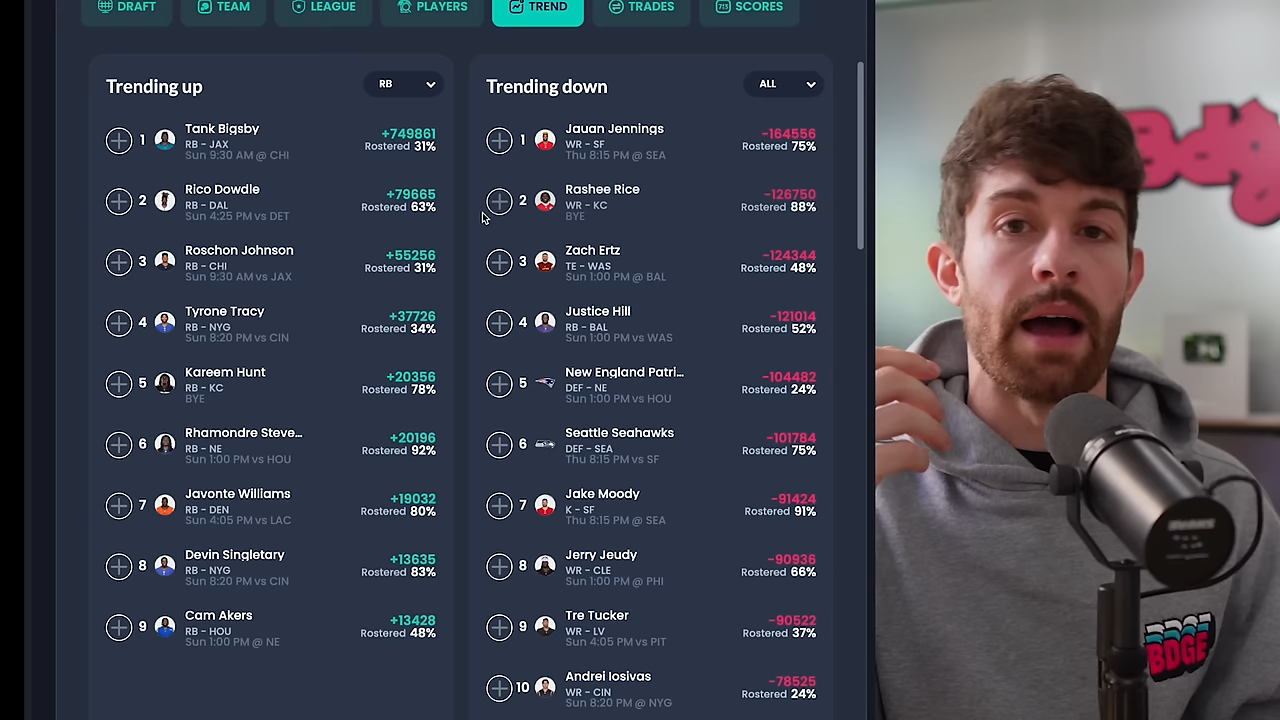 DRAFT
TEAM
LEAGUE
PLAYERS
TREND
TRADES
SCORES
Trending up
RB
1
Tank Bigsby
RB - JAX
Sun 9:30 AM @ CHI
+749861
Rostered 31%
2
Rico Dowdle
RB - DAL
Sun 4:25 PM vs DET
+79665
Rostered 63%
3
Roschon Johnson
RB - CHI
Sun 9:30 AM vs JAX
+55256
Rostered 31%
4
Tyrone Tracy
RB - NYG
Sun 8:20 PM vs CIN
+37726
Rostered 34%
5
Kareem Hunt
RB - KC
BYE
+20356
Rostered 78%
6
Rhamondre Steve...
RB - NE
Sun 1:00 PM vs HOU
+20196
Rostered 92%
7
Javonte Williams
RB - DEN
Sun 4:05 PM vs LAC
+19032
Rostered 80%
8
Devin Singletary
RB - NYG
Sun 8:20 PM vs CIN
+13635
Rostered 83%
9
Cam Akers
RB - HOU
Sun 1:00 PM @ NE
+13428
Rostered 48%
Trending down
ALL
1
Jauan Jennings
WR - SF
Thu 8:15 PM @ SEA
-164556
Rostered 75%
2
Rashee Rice
WR - KC
BYE
-126750
Rostered 88%
3
Zach Ertz
TE - WAS
Sun 1:00 PM @ BAL
-124344
Rostered 48%
4
Justice Hill
RB - BAL
Sun 1:00 PM vs WAS
-121014
Rostered 52%
5
New England Patri...
DEF - NE
Sun 1:00 PM vs HOU
-104482
Rostered 24%
6
Seattle Seahawks
DEF - SEA
Thu 8:15 PM vs SF
-101784
Rostered 75%
7
Jake Moody
K - SF
Thu 8:15 PM @ SEA
-91424
Rostered 91%
8
Jerry Jeudy
WR - CLE
Sun 1:00 PM @ PHI
-90936
Rostered 66%
9
Tre Tucker
WR - LV
Sun 4:05 PM vs PIT
-90522
Rostered 37%
10
Andrei Iosivas
WR - CIN
Sun 8:20 PM @ NYG
-78525
Rostered 24%
BDGE